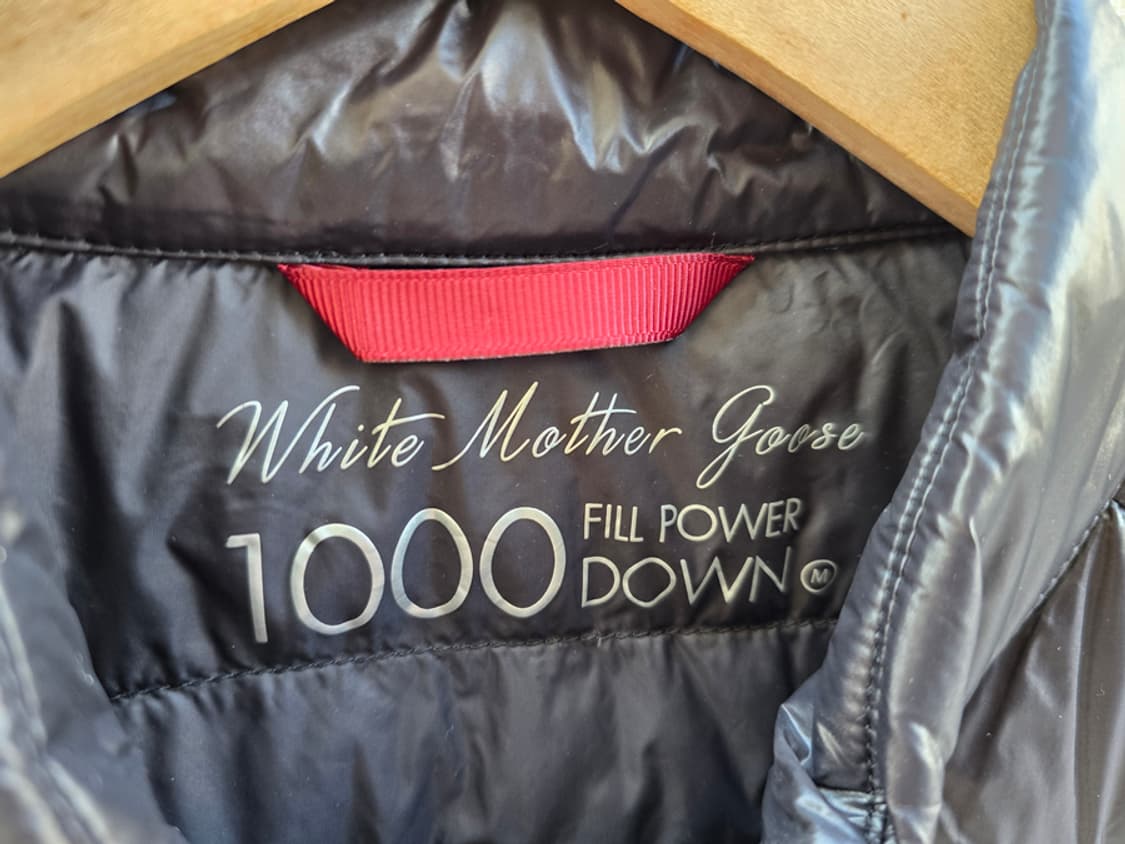 White Mother Goose
1000 FILL POWER
DOWN M